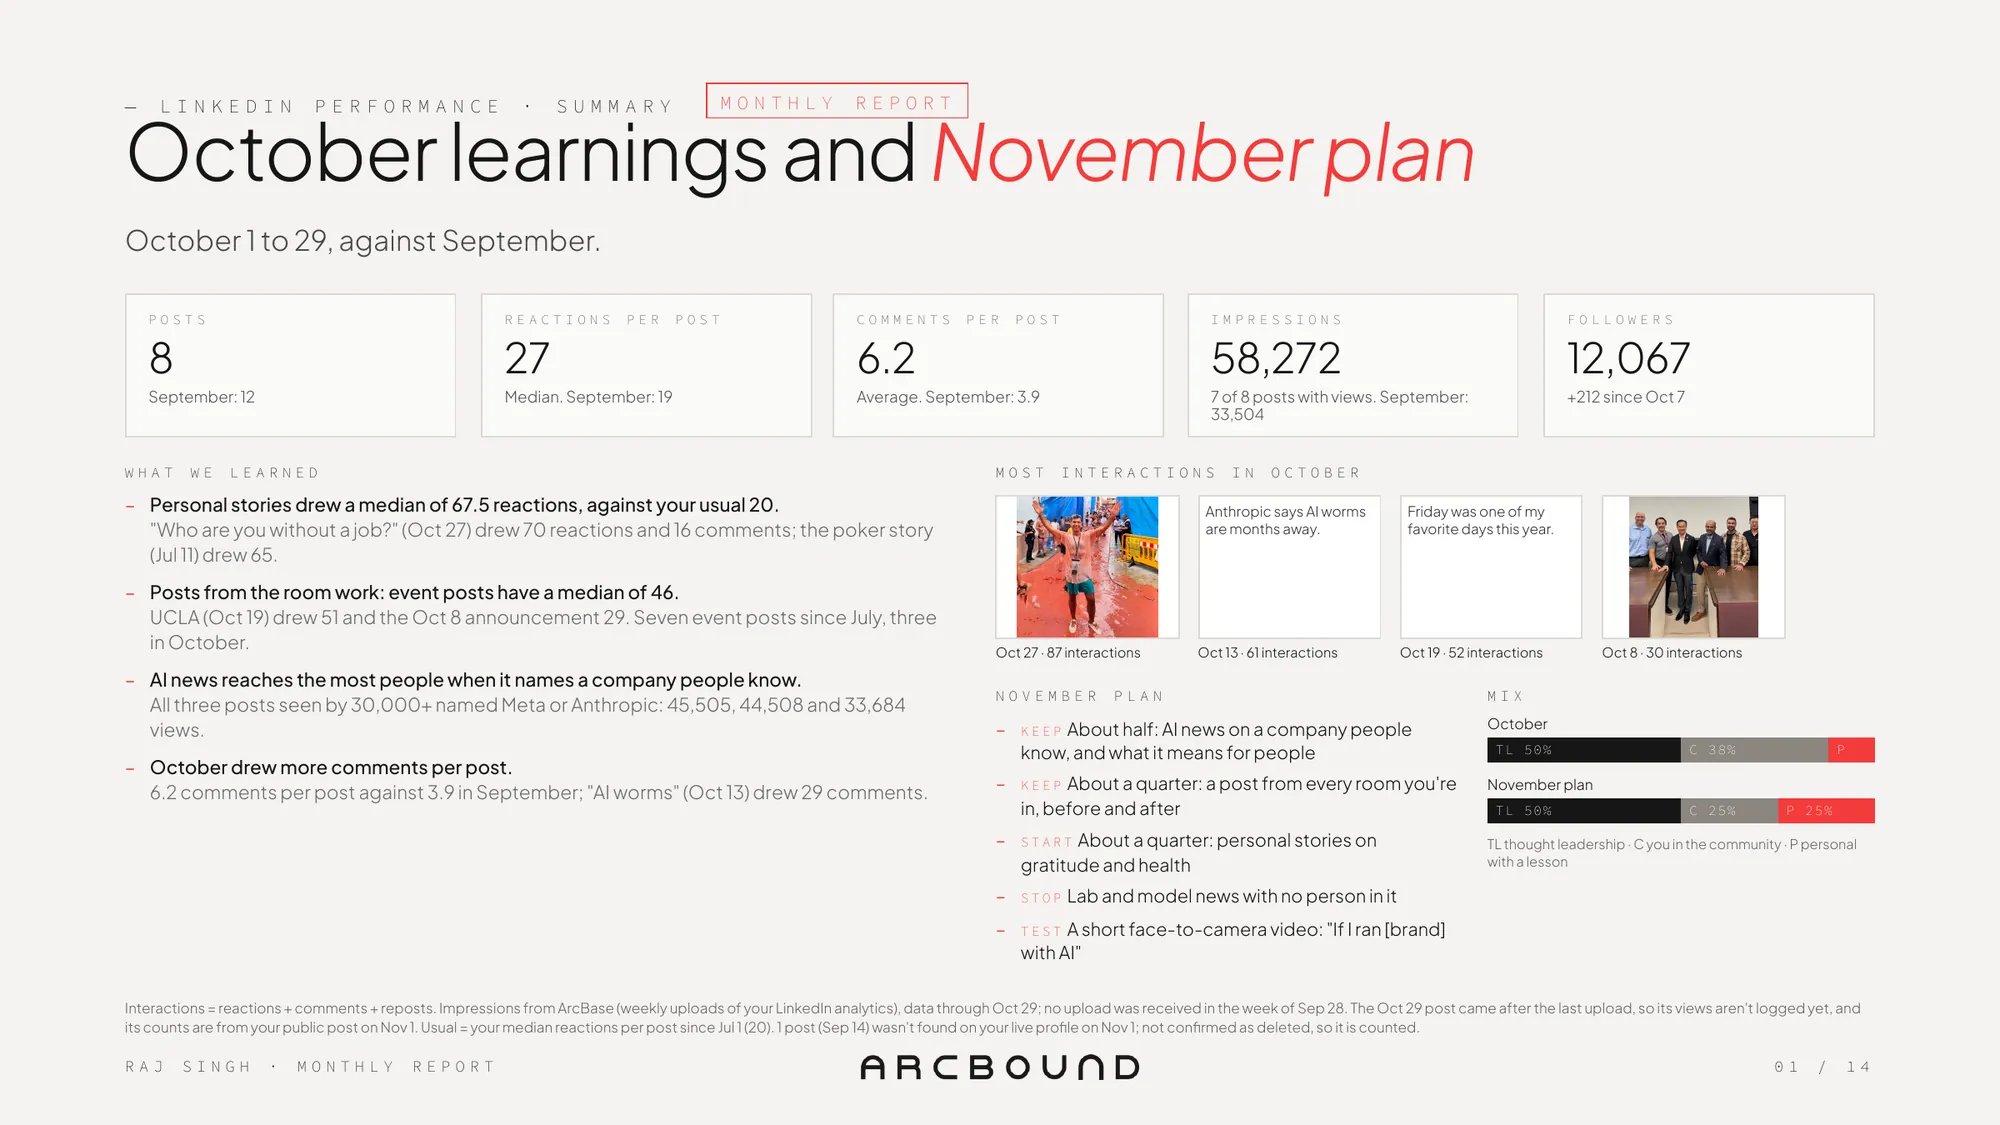 — LINKEDIN PERFORMANCE · SUMMARY
MONTHLY REPORT
October learnings and November plan
October 1 to 29, against September.
POSTS
8
September: 12
REACTIONS PER POST
27
Median. September: 19
COMMENTS PER POST
6.2
Average. September: 3.9
IMPRESSIONS
58,272
7 of 8 posts with views. September:
33,504
FOLLOWERS
12,067
+212 since Oct 7
WHAT WE LEARNED
– Personal stories drew a median of 67.5 reactions, against your usual 20.
"Who are you without a job?" (Oct 27) drew 70 reactions and 16 comments; the poker story
(Jul 11) drew 65.
– Posts from the room work: event posts have a median of 46.
UCLA (Oct 19) drew 51 and the Oct 8 announcement 29. Seven event posts since July, three
in October.
– AI news reaches the most people when it names a company people know.
All three posts seen by 30,000+ named Meta or Anthropic: 45,505, 44,508 and 33,684
views.
– October drew more comments per post.
6.2 comments per post against 3.9 in September; "AI worms" (Oct 13) drew 29 comments.
MOST INTERACTIONS IN OCTOBER
Oct 27 · 87 interactions
Anthropic says AI worms
are months away.
Oct 13 · 61 interactions
Friday was one of my
favorite days this year.
Oct 19 · 52 interactions
Oct 8 · 30 interactions
NOVEMBER PLAN
– KEEP About half: AI news on a company people
know, and what it means for people
– KEEP About a quarter: a post from every room you're
in, before and after
– START About a quarter: personal stories on
gratitude and health
– STOP Lab and model news with no person in it
– TEST A short face-to-camera video: "If I ran [brand]
with AI"
MIX
October
TL 50% C 38% P
November plan
TL 50% C 25% P 25%
TL thought leadership · C you in the community · P personal
with a lesson
Interactions = reactions + comments + reposts. Impressions from ArcBase (weekly uploads of your LinkedIn analytics), data through Oct 29; no upload was received in the week of Sep 28. The Oct 29 post came after the last upload, so its views aren't logged yet, and
its counts are from your public post on Nov 1. Usual = your median reactions per post since Jul 1 (20). 1 post (Sep 14) wasn't found on your live profile on Nov 1; not confirmed as deleted, so it is counted.
RAJ SINGH · MONTHLY REPORT
ARCBOUND
01 / 14